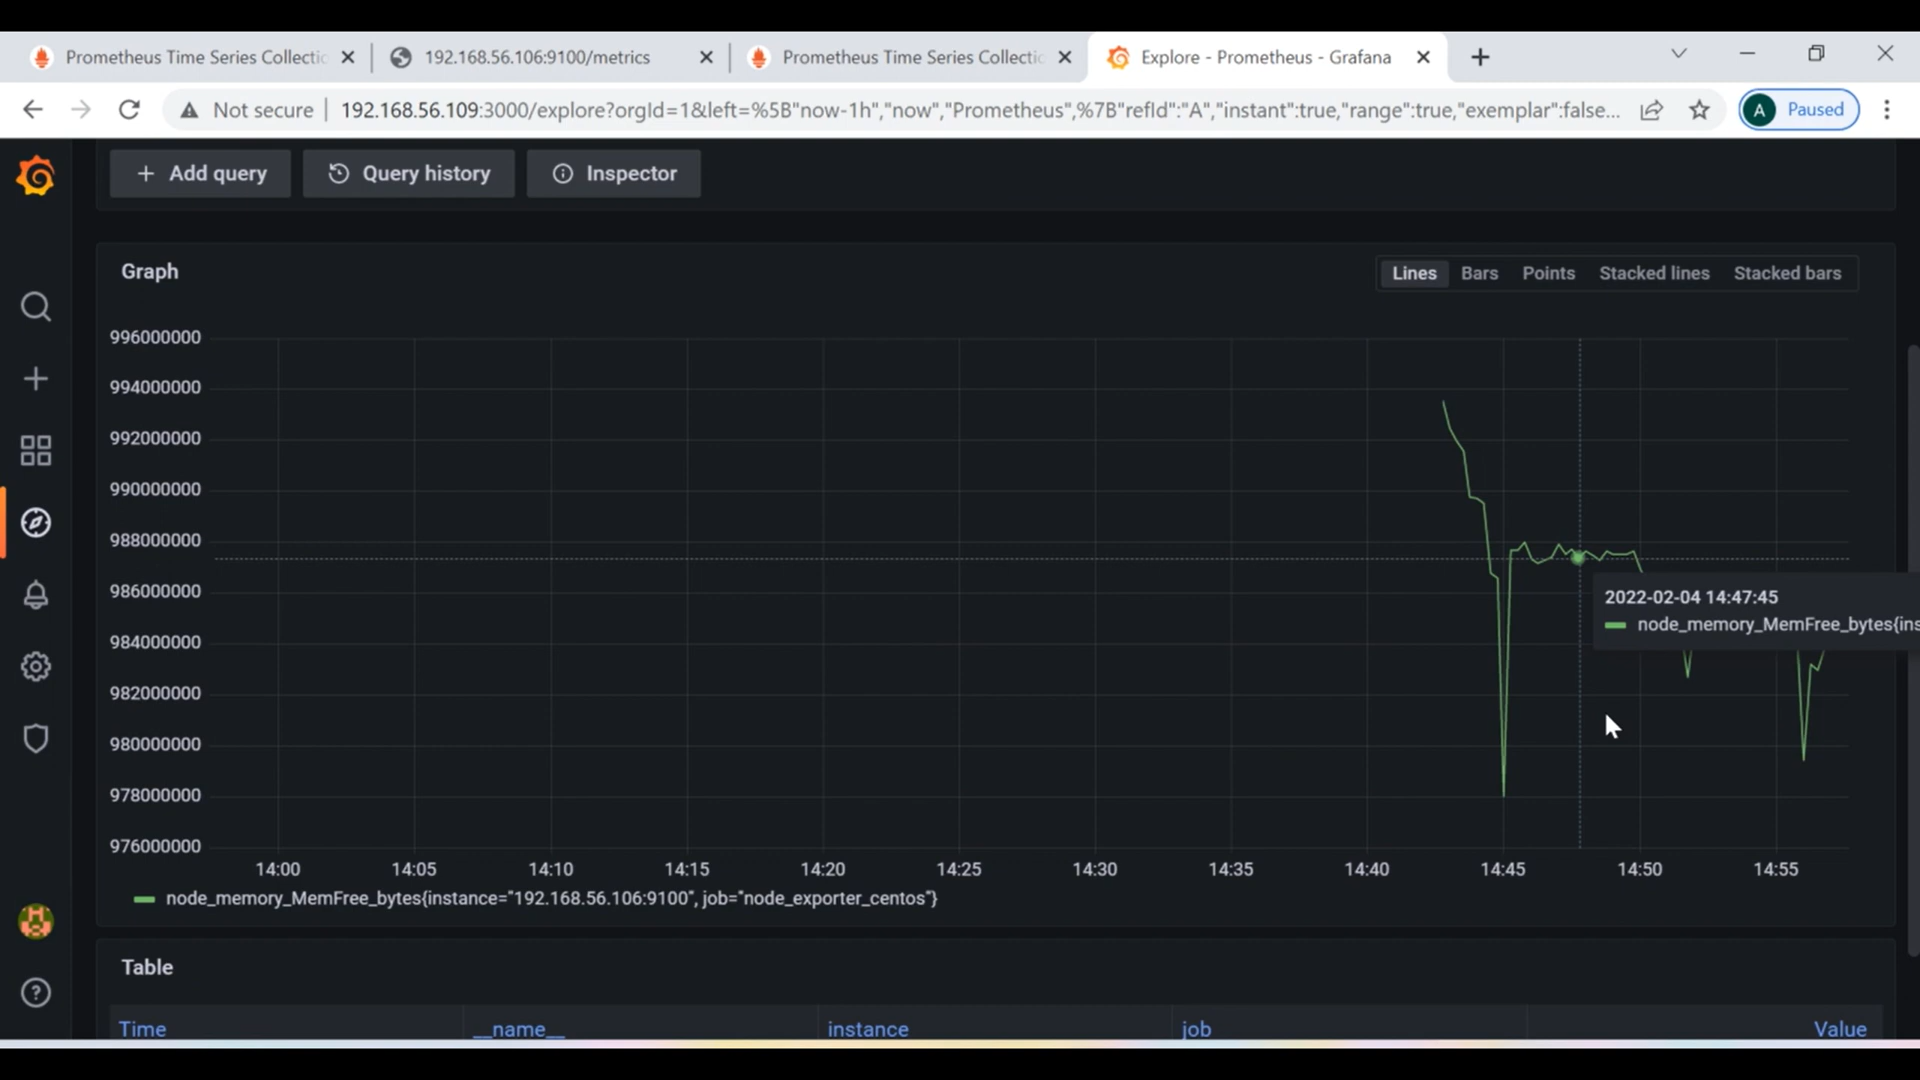 Prometheus Time Series Collectio
192.168.56.106:9100/metrics
Prometheus Time Series Collectio
Explore - Prometheus - Grafana
Not secure
192.168.56.109:3000/explore?orgId=1&left=%5B"now-1h","now","Prometheus",%7B"refId":"A","instant":true,"range":true,"exemplar":false...
A Paused
Add query
Query history
Inspector
Graph
Lines Bars Points Stacked lines Stacked bars
996000000
994000000
992000000
990000000
988000000
986000000
984000000
982000000
980000000
978000000
976000000
2022-02-04 14:47:45
node_memory_MemFree_bytes{ins
14:00 14:05 14:10 14:15 14:20 14:25 14:30 14:35 14:40 14:45 14:50 14:55
node_memory_MemFree_bytes{instance="192.168.56.106:9100", job="node_exporter_centos"}
Table
Time __name__ instance job Value